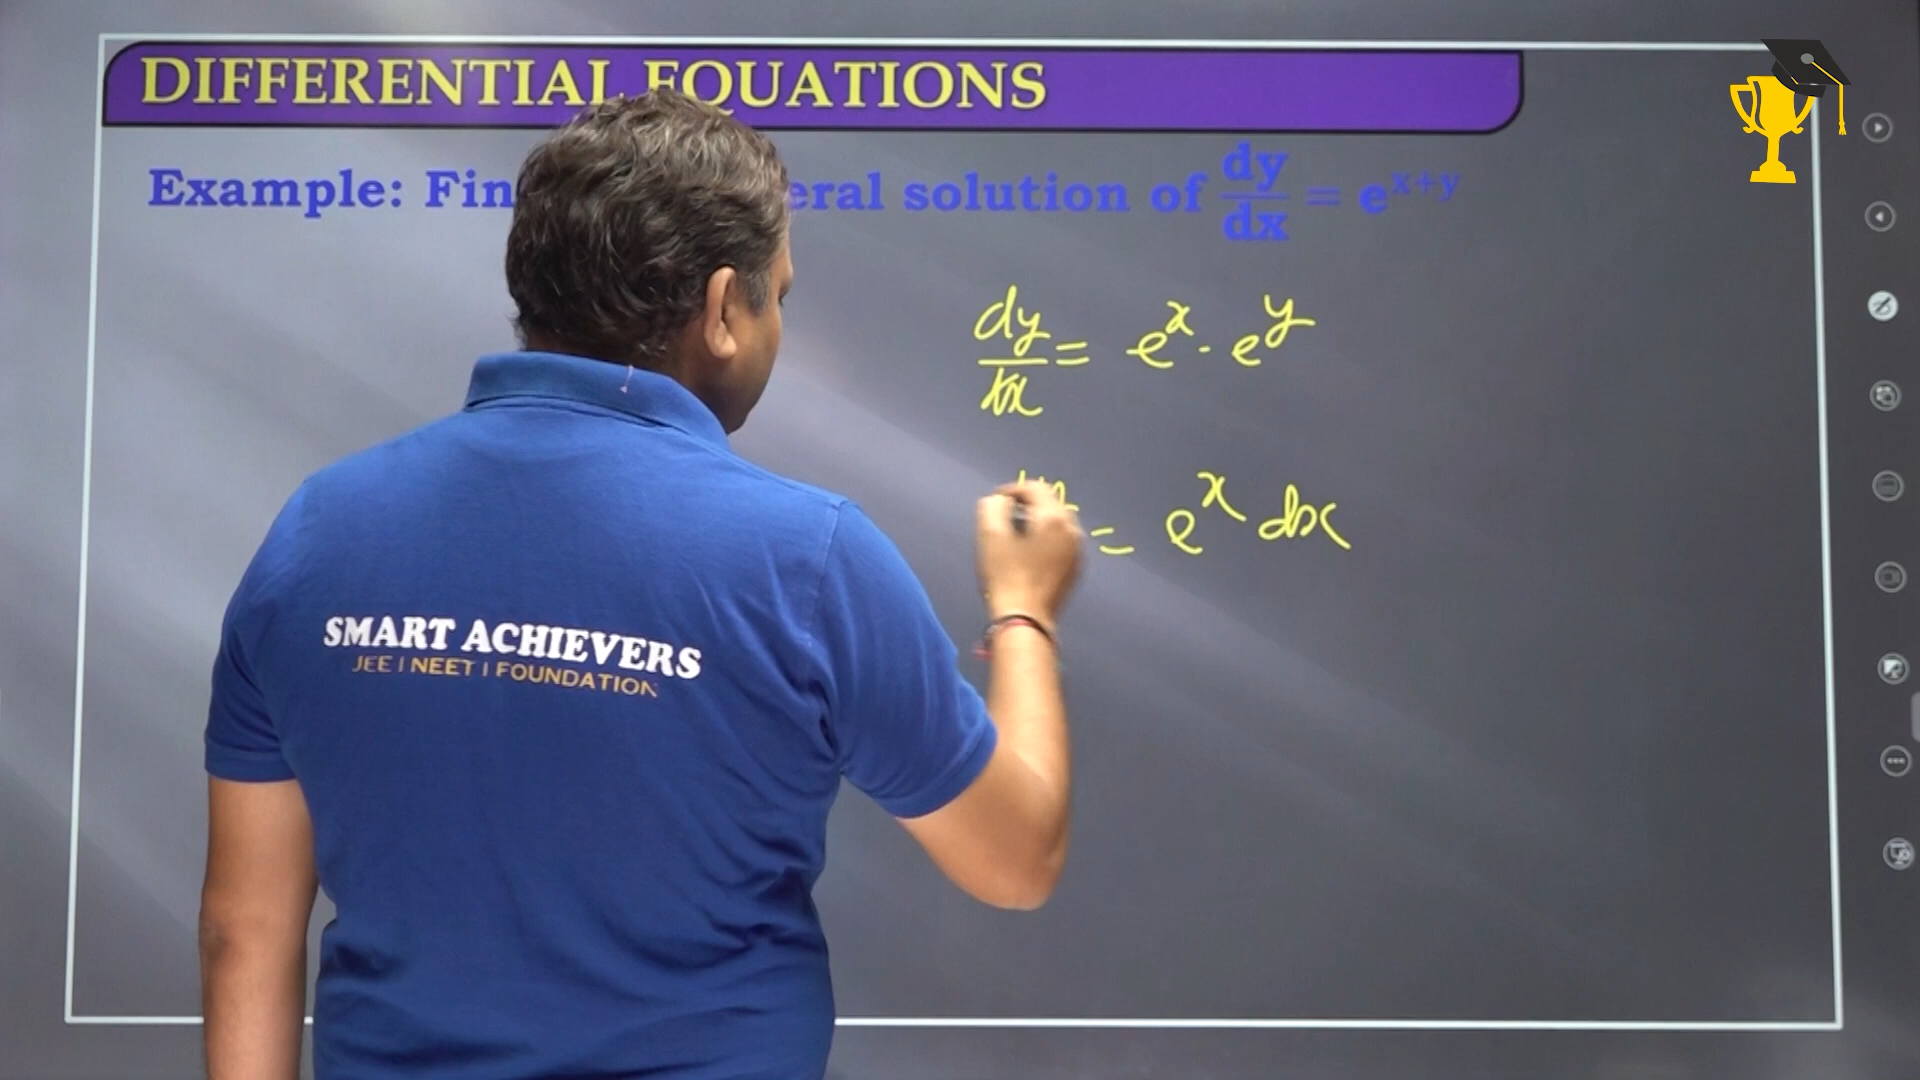 DIFFERENTIAL EQUATIONS
Example: Fin eral solution of dy/dx = e^{x+y}
dy/dx = e^x · e^y
= e^x dx
SMART ACHIEVERS
JEE | NEET | FOUNDATION